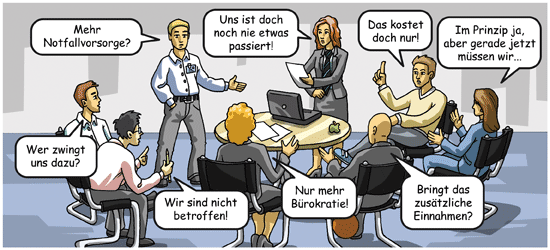 Mehr
Notfallvorsorge?
Uns ist doch
noch nie etwas
passiert!
Das kostet
doch nur!
Im Prinzip ja,
aber gerade jetzt
müssen wir...
Wer zwingt
uns dazu?
Wir sind nicht
betroffen!
Nur mehr
Bürokratie!
Bringt das
zusätzliche
Einnahmen?